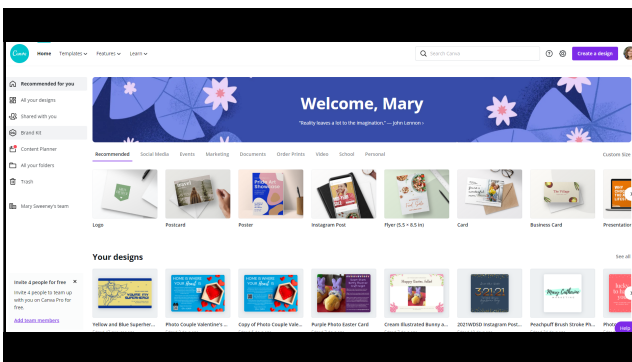 Canva
Home Templates Features Learn
Search Canva
Create a design
Recommended for you
All your designs
Shared with you
Brand Kit
Content Planner
All your folders
Trash
Mary Sweeney's team
Invite 4 people for free ×
Invite 4 people to team up
with you on Canva Pro for
free.
Add team members
Welcome, Mary
"Reality leaves a lot to the imagination." — John Lennon ›
Recommended Social Media Events Marketing Documents Order Prints Video School Personal
Custom Size
Logo Postcard Poster Instagram Post Flyer (5.5 × 8.5 in) Card Business Card Presentation
Your designs
See all
Yellow and Blue Superher... Photo Couple Valentine's ... Copy of Photo Couple Vale... Purple Photo Easter Card Cream Illustrated Bunny a... 2021WDSD Instagram Post... Peachpuff Brush Stroke Ph...
Help